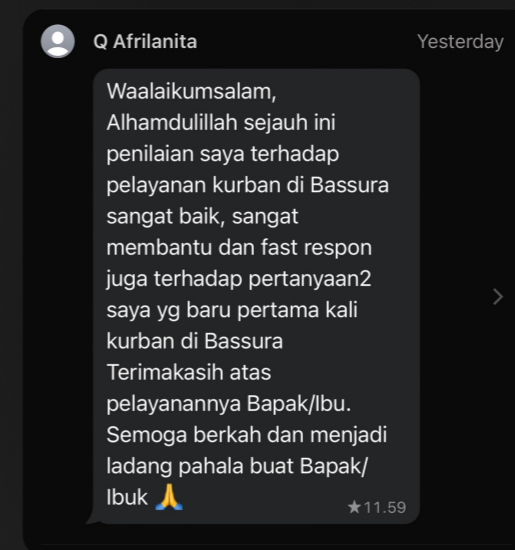 Q Afrilanita
Yesterday
Waalaikumsalam,
Alhamdulillah sejauh ini
penilaian saya terhadap
pelayanan kurban di Bassura
sangat baik, sangat
membantu dan fast respon
juga terhadap pertanyaan2
saya yg baru pertama kali
kurban di Bassura
Terimakasih atas
pelayanannya Bapak/Ibu.
Semoga berkah dan menjadi
ladang pahala buat Bapak/
Ibuk 🙏
★11.59